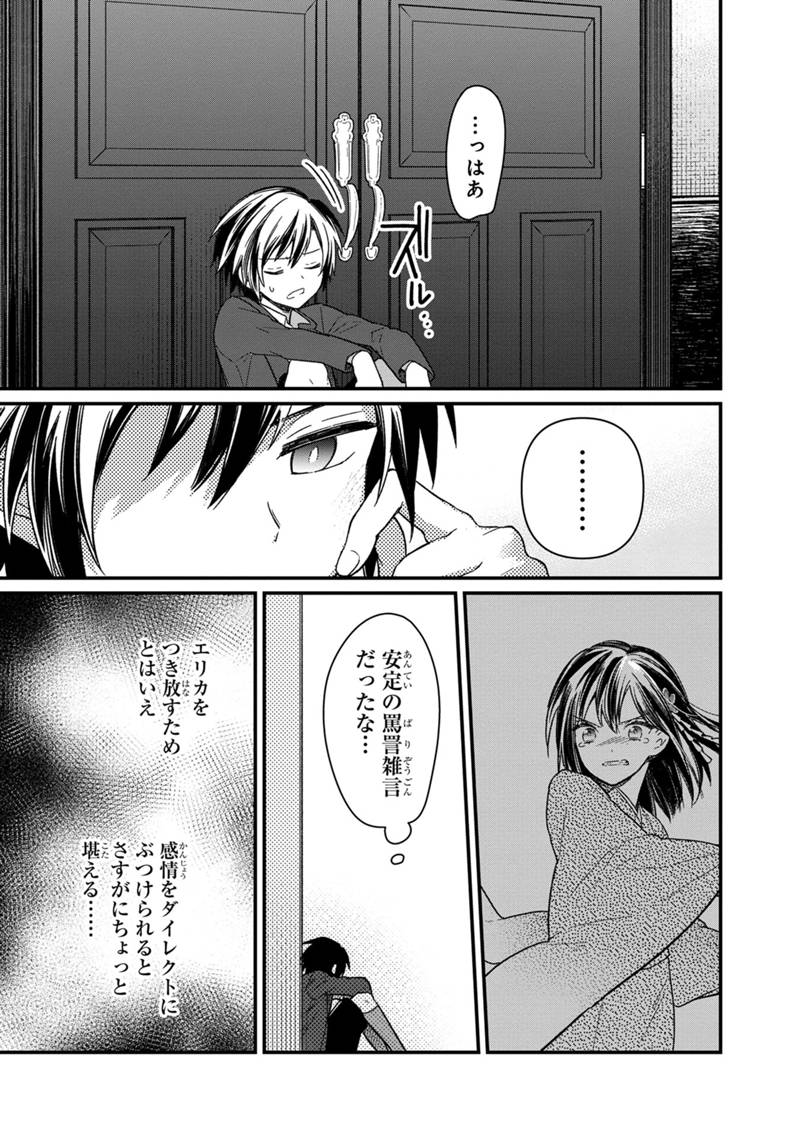 …っはあ
ズル…
………
安定の罵詈雑言
だったな…
エリカを
つき放すため
とはいえ
感情をダイレクトに
ぶつけられると
さすがにちょっと
堪える……